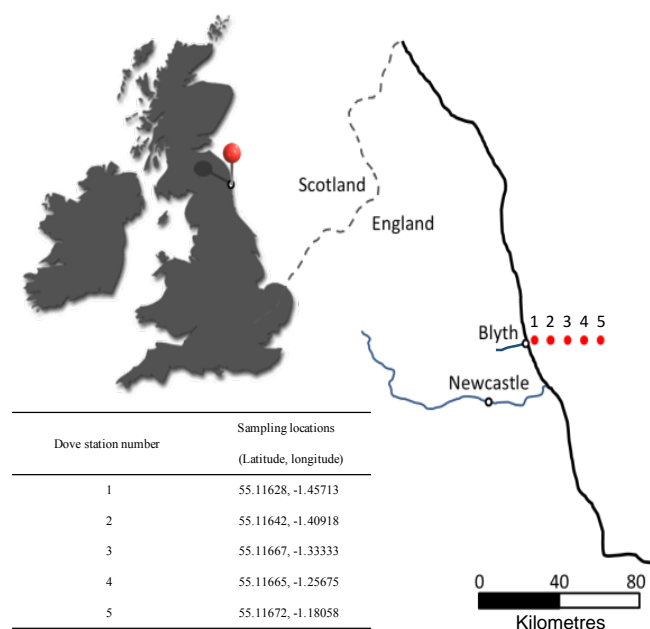 Scotland
England
1 2 3 4 5
Blyth
Newcastle
Dove station number
Sampling locations
(Latitude, longitude)
1 55.11628, -1.45713
2 55.11642, -1.40918
3 55.11667, -1.33333
4 55.11665, -1.25675
5 55.11672, -1.18058
0 40 80
Kilometres